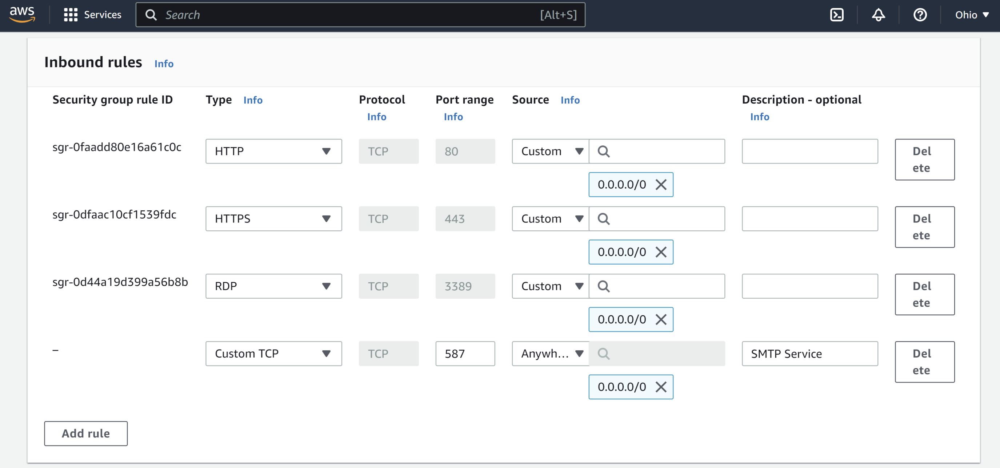 aws Services Search [Alt+S] Ohio
Inbound rules Info
Security group rule ID Type Info Protocol Info Port range Info Source Info Description - optional Info
sgr-0faadd80e16a61c0c HTTP TCP 80 Custom Del
ete
0.0.0.0/0
sgr-0dfaac10cf1539fdc HTTPS TCP 443 Custom Del
ete
0.0.0.0/0
sgr-0d44a19d399a56b8b RDP TCP 3389 Custom Del
ete
0.0.0.0/0
– Custom TCP TCP 587 Anywh... SMTP Service Del
ete
0.0.0.0/0
Add rule